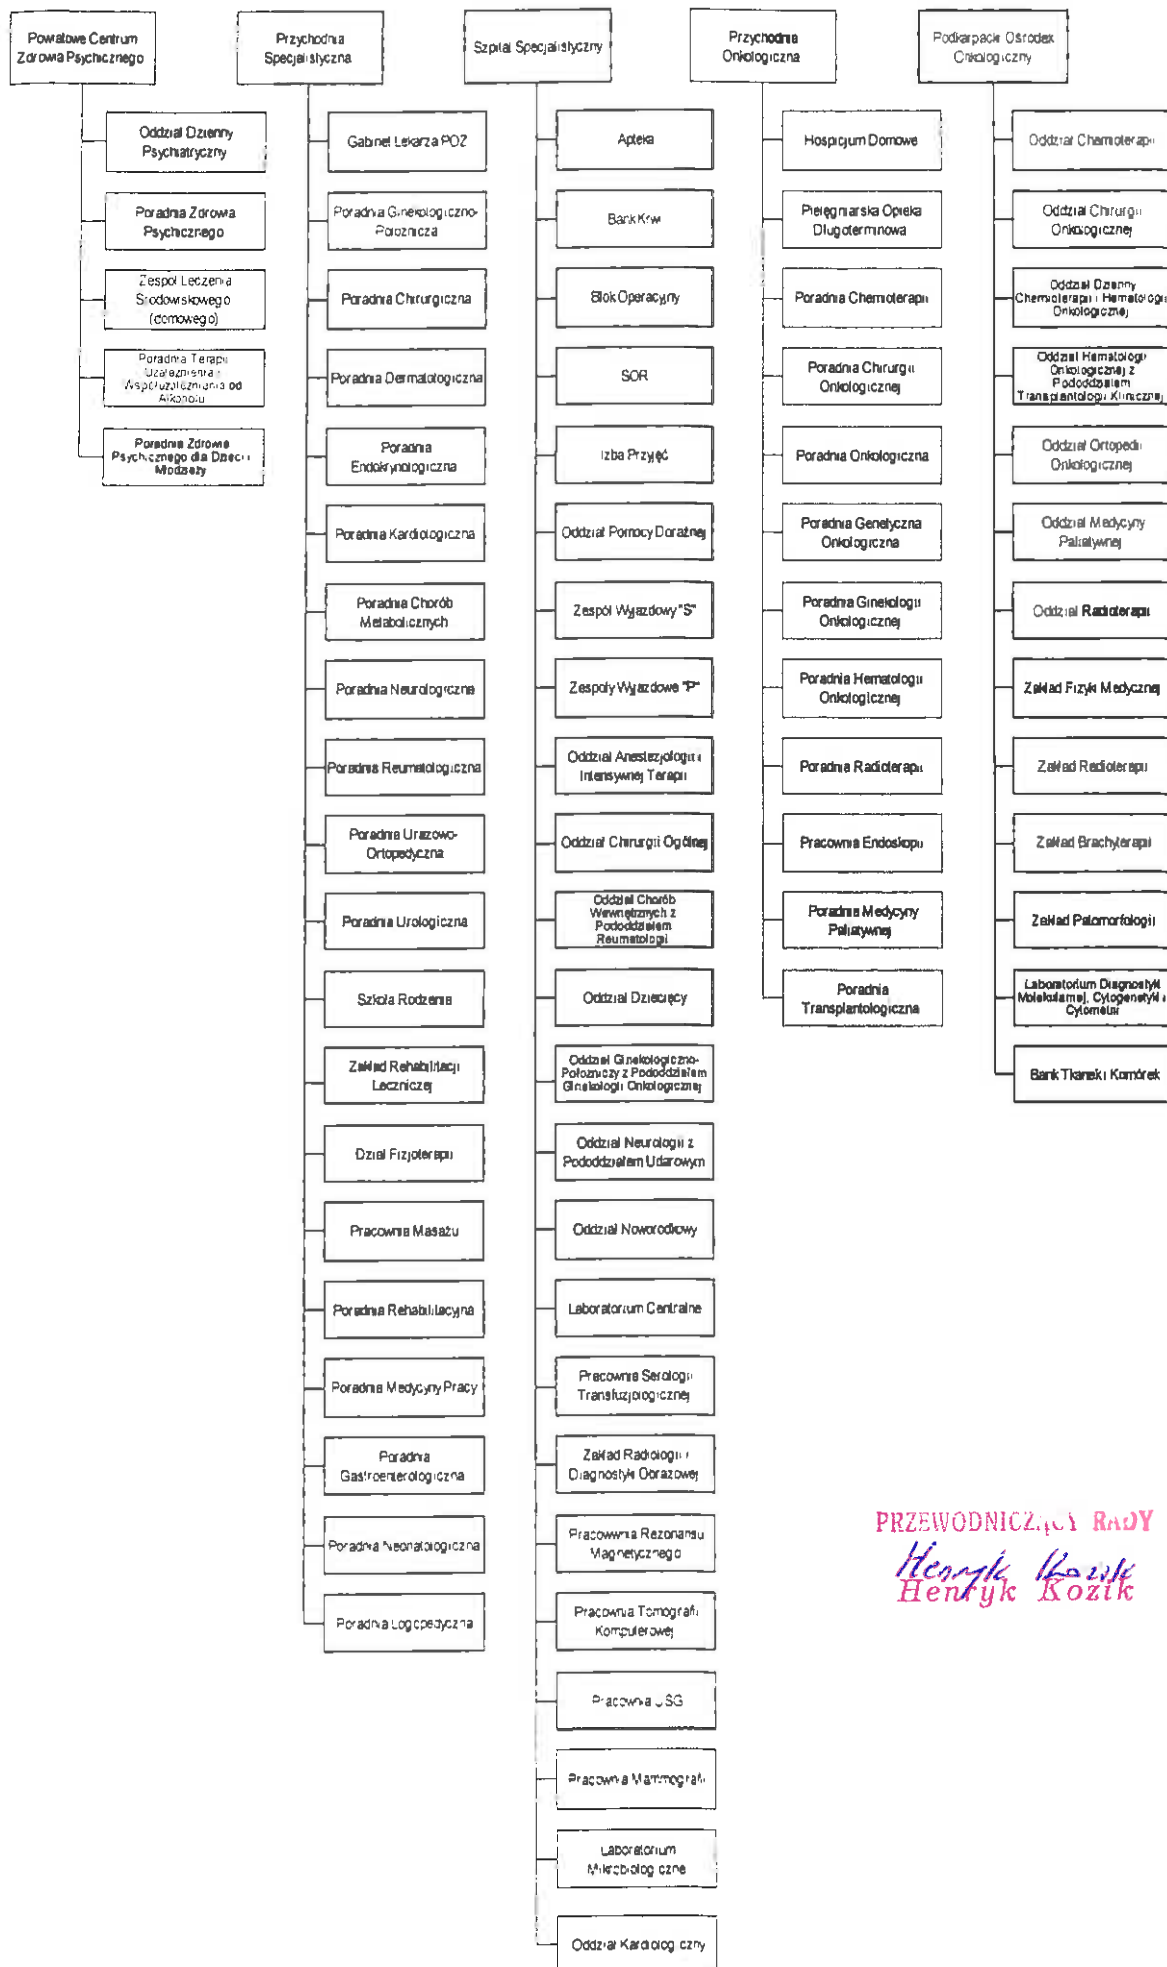 Powiatowe Centrum
Zdrowia Psychicznego
Oddział Dzienny
Psychiatryczny
Poradnia Zdrowia
Psychicznego
Zespół Leczenia
Środowiskowego
(domowego)
Poradnia Terapii
Uzależnienia i
Współuzależnienia od
Alkoholu
Poradnia Zdrowia
Psychicznego dla Dzieci i
Młodzieży
Przychodnia
Specjalistyczna
Gabinet Lekarza POZ
Poradnia Ginekologiczno-
Położnicza
Poradnia Chirurgiczna
Poradnia Dermatologiczna
Poradnia
Endokrynologiczna
Poradnia Kardiologiczna
Poradnia Chorób
Metabolicznych
Poradnia Neurologiczna
Poradnia Reumatologiczna
Poradnia Urazowo-
Ortopedyczna
Poradnia Urologiczna
Szkoła Rodzenia
Zakład Rehabilitacji
Leczniczej
Dział Fizjoterapii
Pracownia Masażu
Poradnia Rehabilitacyjna
Poradnia Medycyny Pracy
Poradnia
Gastroenterologiczna
Poradnia Neonatologiczna
Poradnia Logopedyczna
Szpital Specjalistyczny
Apteka
Bank Krwi
Blok Operacyjny
SOR
Izba Przyjęć
Oddział Pomocy Doraźnej
Zespół Wyjazdowy "S"
Zespoły Wyjazdowe "P"
Oddział Anestezjologii i
Intensywnej Terapii
Oddział Chirurgii Ogólnej
Oddział Chorób
Wewnętrznych z
Pododdziałem
Reumatologii
Oddział Dziecięcy
Oddział Ginekologiczno-
Położniczy z Pododdziałem
Ginekologii Onkologicznej
Oddział Neurologii z
Pododdziałem Udarowym
Oddział Noworodkowy
Laboratorium Centralne
Pracownia Serologii
Transfuzjologicznej
Zakład Radiologii i
Diagnostyki Obrazowej
Pracowwnia Rezonansu
Magnetycznego
Pracownia Tomografii
Komputerowej
Pracownia USG
Pracownia Mammografii
Laboratorium
Mikrobiologiczne
Oddział Kardiologiczny
Przychodnia
Onkologiczna
Hospicjum Domowe
Pielęgniarska Opieka
Długoterminowa
Poradnia Chemioterapii
Poradnia Chirurgii
Onkologicznej
Poradnia Onkologiczna
Poradnia Genetyczna
Onkologiczna
Poradnia Ginekologii
Onkologicznej
Poradnia Hematologii
Onkologicznej
Poradnia Radioterapii
Pracownia Endoskopii
Poradnia Medycyny
Paliatywnej
Poradnia
Transplantologiczna
Podkarpacki Ośrodek
Onkologiczny
Oddział Chemioterapii
Oddział Chirurgii
Onkologicznej
Oddział Dzienny
Chemioterapii i Hematologii
Onkologicznej
Oddział Hematologii
Onkologicznej z
Pododdziałem
Transplantologii Klinicznej
Oddział Ortopedii
Onkologicznej
Oddział Medycyny
Paliatywnej
Oddział Radioterapii
Zakład Fizyki Medycznej
Zakład Radioterapii
Zakład Brachyterapii
Zakład Patomorfologii
Laboratorium Diagnostyki
Molekularnej, Cytogenetyki i
Cytometrii
Bank Tkanek i Komórek
PRZEWODNICZĄCY RADY
Henryk Kozik
Henryk Kozik